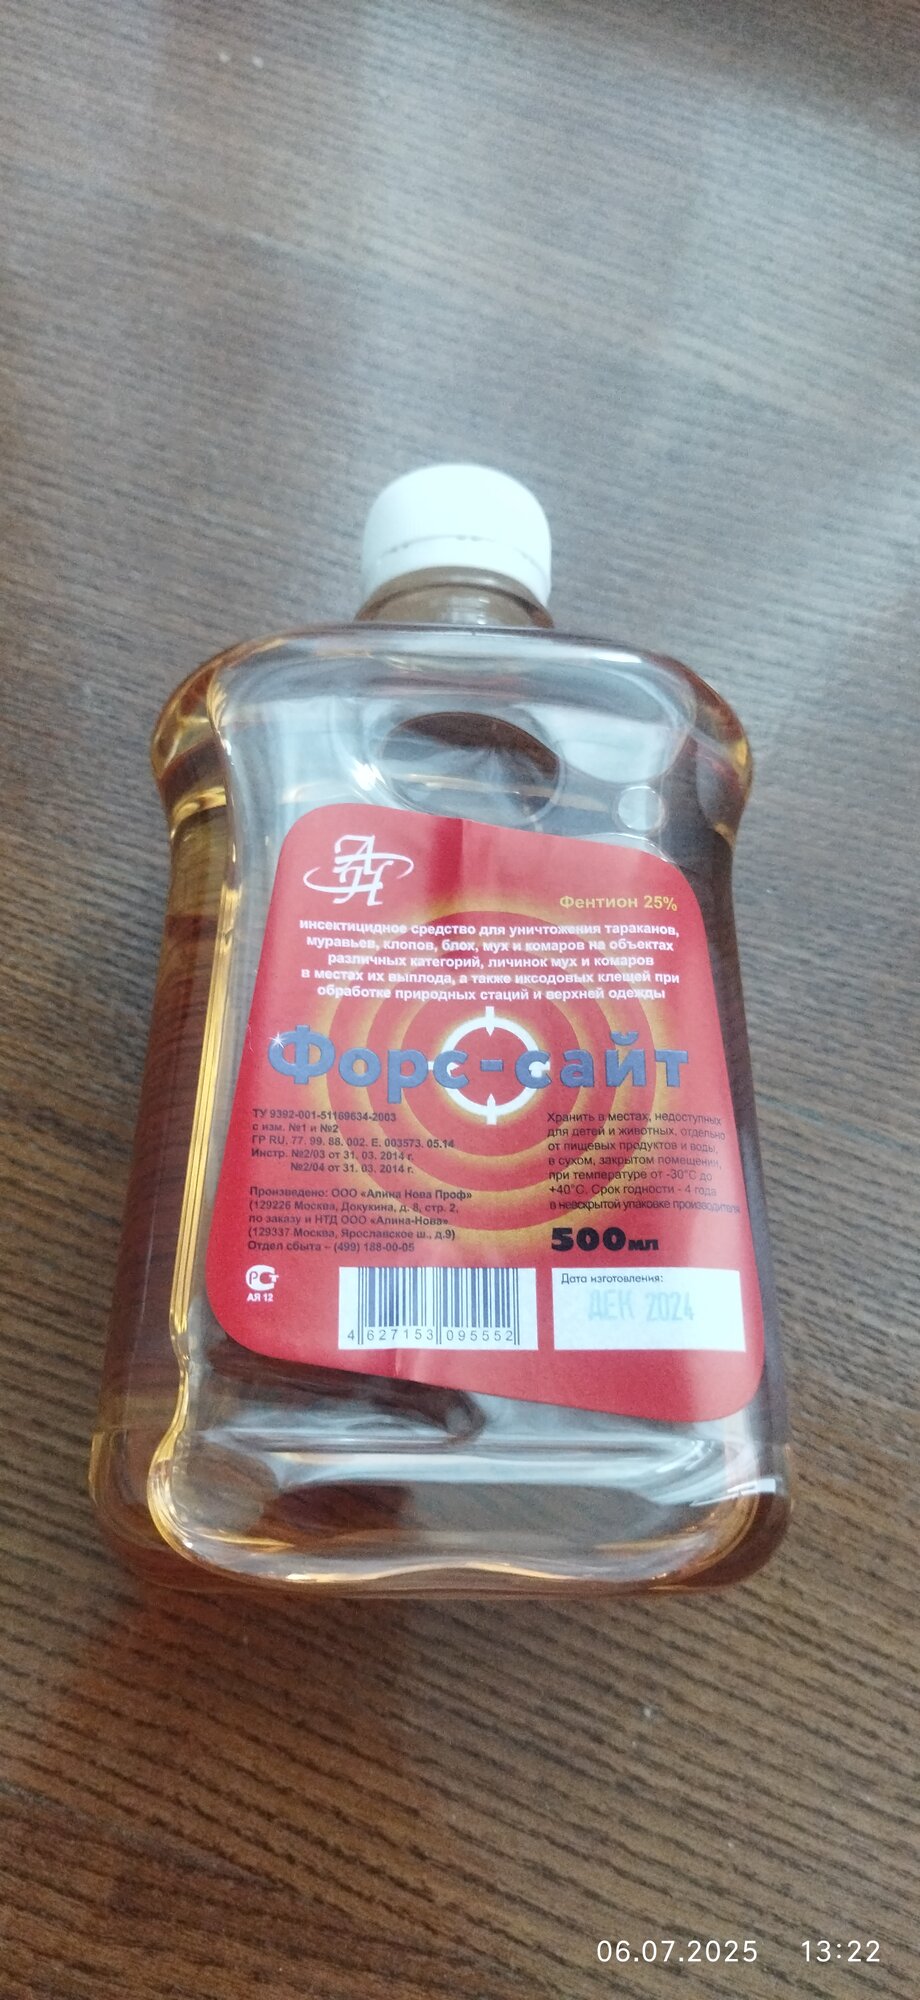 АН
Фентион 25%
инсектицидное средство для уничтожения тараканов,
муравьев, клопов, блох, мух и комаров на объектах
различных категорий, личинок мух и комаров
в местах их выплода, а также иксодовых клещей при
обработке природных стаций и верхней одежды
Форс-сайт
ТУ 9392-001-51169634-2003
с изм. №1 и №2
ГР RU. 77. 99. 88. 002. Е. 003573. 05.14
Инстр. №2/03 от 31. 03. 2014 г.
№2/04 от 31. 03. 2014 г.
Произведено: ООО «Алина Нова Проф»
(129226 Москва, Докукина, д. 8, стр. 2,
по заказу и НТД ООО «Алина-Нова»
(129337 Москва, Ярославское ш., д.9)
Отдел сбыта – (499) 188-00-05
Хранить в местах, недоступных
для детей и животных, отдельно
от пищевых продуктов и воды,
в сухом, закрытом помещении,
при температуре от -30°С до
+40°С. Срок годности - 4 года
в невскрытой упаковке производителя
500мл
РСТ
АЯ 12
4 627153 095552
Дата изготовления:
ДЕК 2024
06.07.2025 13:22